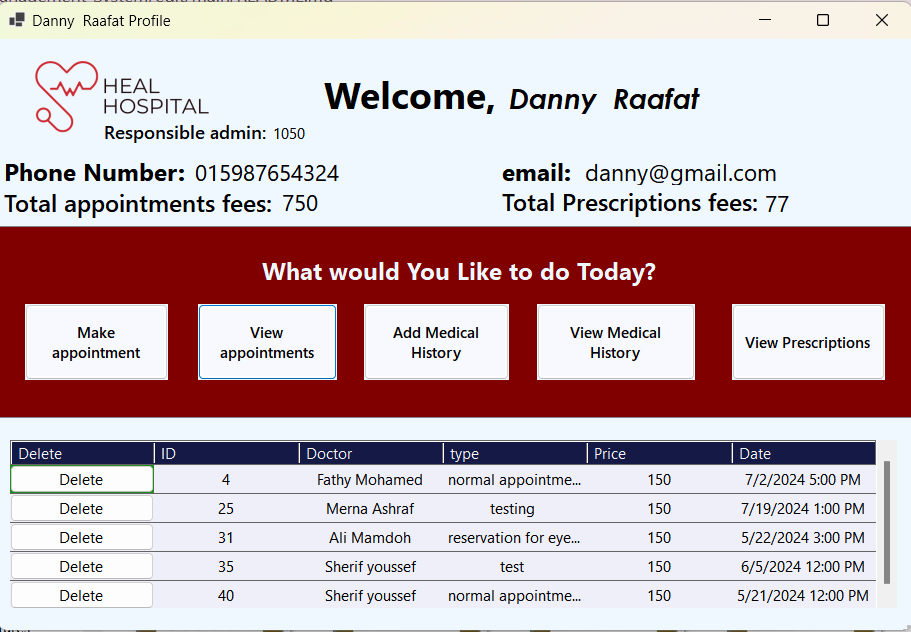 Danny  Raafat Profile
HEAL
HOSPITAL
Welcome, Danny  Raafat
Responsible admin: 1050
Phone Number: 015987654324
email: danny@gmail.com
Total appointments fees: 750
Total Prescriptions fees: 77
What would You Like to do Today?
Make
appointment
View
appointments
Add Medical
History
View Medical
History
View Prescriptions
Delete ID Doctor type Price Date
Delete 4 Fathy Mohamed normal appointme... 150 7/2/2024 5:00 PM
Delete 25 Merna Ashraf testing 150 7/19/2024 1:00 PM
Delete 31 Ali Mamdoh reservation for eye... 150 5/22/2024 3:00 PM
Delete 35 Sherif youssef test 150 6/5/2024 12:00 PM
Delete 40 Sherif youssef normal appointme... 150 5/21/2024 12:00 PM